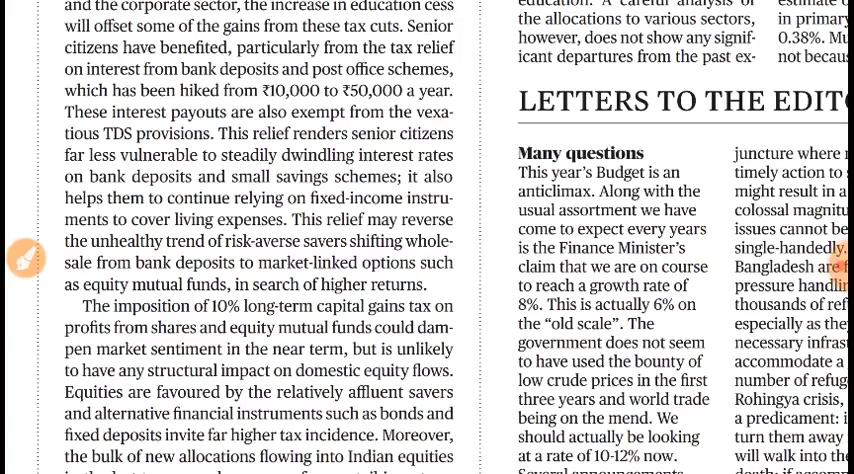 and the corporate sector, the increase in education cess
will offset some of the gains from these tax cuts. Senior
citizens have benefited, particularly from the tax relief
on interest from bank deposits and post office schemes,
which has been hiked from ₹10,000 to ₹50,000 a year.
These interest payouts are also exempt from the vexa-
tious TDS provisions. This relief renders senior citizens
far less vulnerable to steadily dwindling interest rates
on bank deposits and small savings schemes; it also
helps them to continue relying on fixed-income instru-
ments to cover living expenses. This relief may reverse
the unhealthy trend of risk-averse savers shifting whole-
sale from bank deposits to market-linked options such
as equity mutual funds, in search of higher returns.
The imposition of 10% long-term capital gains tax on
profits from shares and equity mutual funds could dam-
pen market sentiment in the near term, but is unlikely
to have any structural impact on domestic equity flows.
Equities are favoured by the relatively affluent savers
and alternative financial instruments such as bonds and
fixed deposits invite far higher tax incidence. Moreover,
the bulk of new allocations flowing into Indian equities
education. A careful analysis of
the allocations to various sectors,
however, does not show any signif-
icant departures from the past ex-
in primary
0.38%. Mu
not becaus
LETTERS TO THE EDITO
Many questions
This year's Budget is an
anticlimax. Along with the
usual assortment we have
come to expect every years
is the Finance Minister's
claim that we are on course
to reach a growth rate of
8%. This is actually 6% on
the “old scale”. The
government does not seem
to have used the bounty of
low crude prices in the first
three years and world trade
being on the mend. We
should actually be looking
at a rate of 10-12% now.
Several announcements
juncture where
timely action to
might result in a
colossal magnitu
issues cannot be
single-handedly.
Bangladesh are
pressure handlin
thousands of ref
especially as the
necessary infras
accommodate a
number of refug
Rohingya crisis,
a predicament: i
turn them away
will walk into the